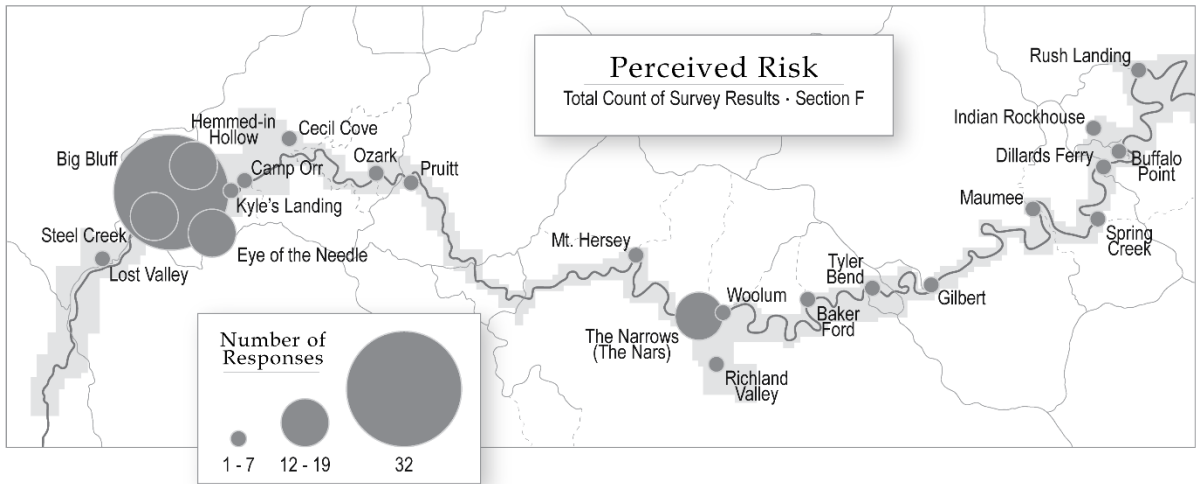 Perceived Risk
Total Count of Survey Results · Section F
Rush Landing
Indian Rockhouse
Dillards Ferry
Buffalo
Point
Maumee
Spring
Creek
Hemmed-in
Hollow
Cecil Cove
Big Bluff
Camp Orr
Ozark
Pruitt
Kyle's Landing
Steel Creek
Eye of the Needle
Lost Valley
Mt. Hersey
Tyler
Bend
Woolum
Gilbert
Baker
Ford
The Narrows
(The Nars)
Richland
Valley
Number of
Responses
1 - 7
12 - 19
32